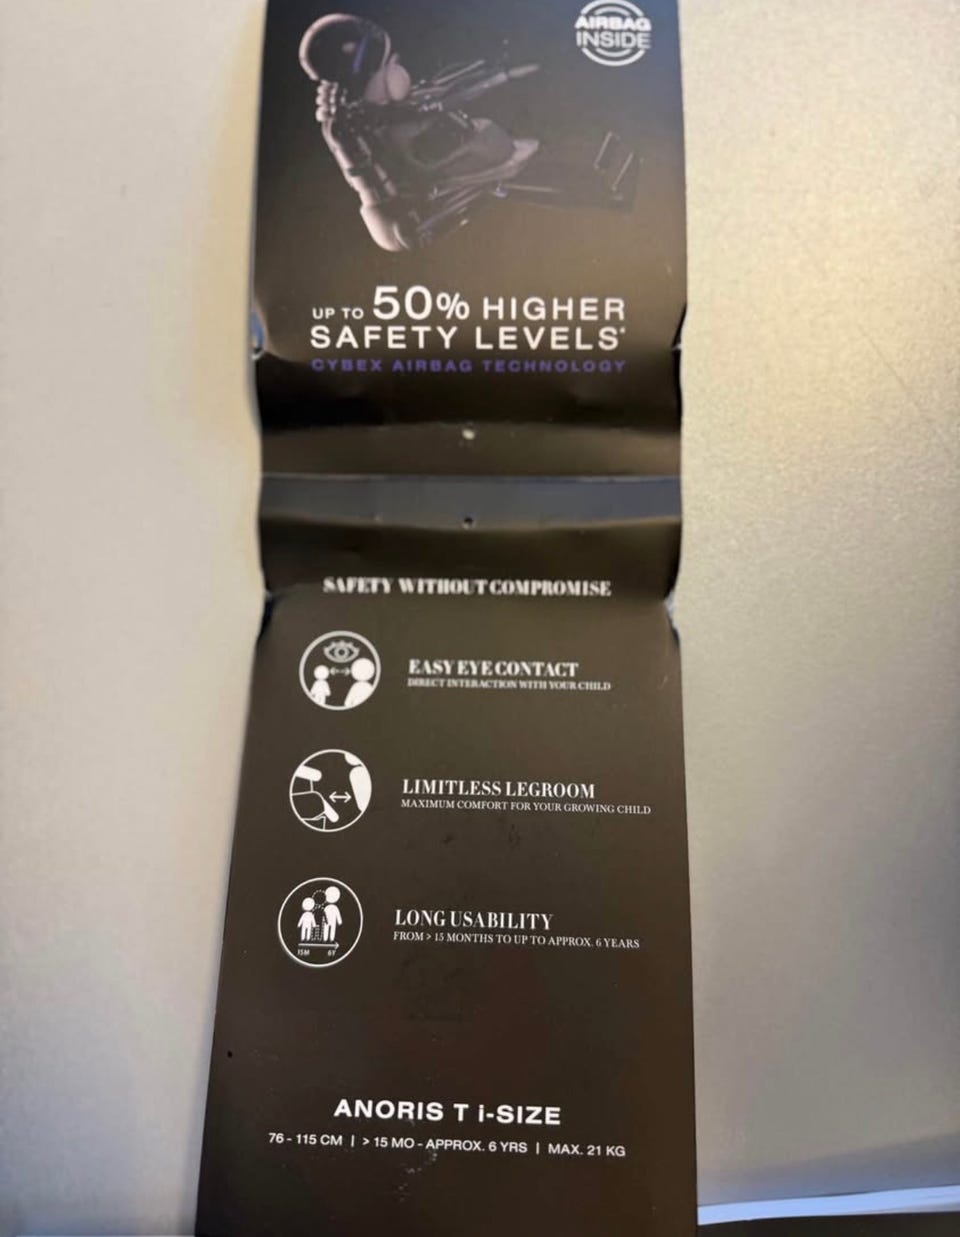 AIRBAG
INSIDE
UP TO 50% HIGHER
SAFETY LEVELS*
CYBEX AIRBAG TECHNOLOGY
SAFETY WITHOUT COMPROMISE
EASY EYE CONTACT
DIRECT INTERACTION WITH YOUR CHILD
LIMITLESS LEGROOM
MAXIMUM COMFORT FOR YOUR GROWING CHILD
LONG USABILITY
FROM > 15 MONTHS TO UP TO APPROX. 6 YEARS
15M 6Y
ANORIS T i-SIZE
76 - 115 CM | > 15 MO - APPROX. 6 YRS | MAX. 21 KG